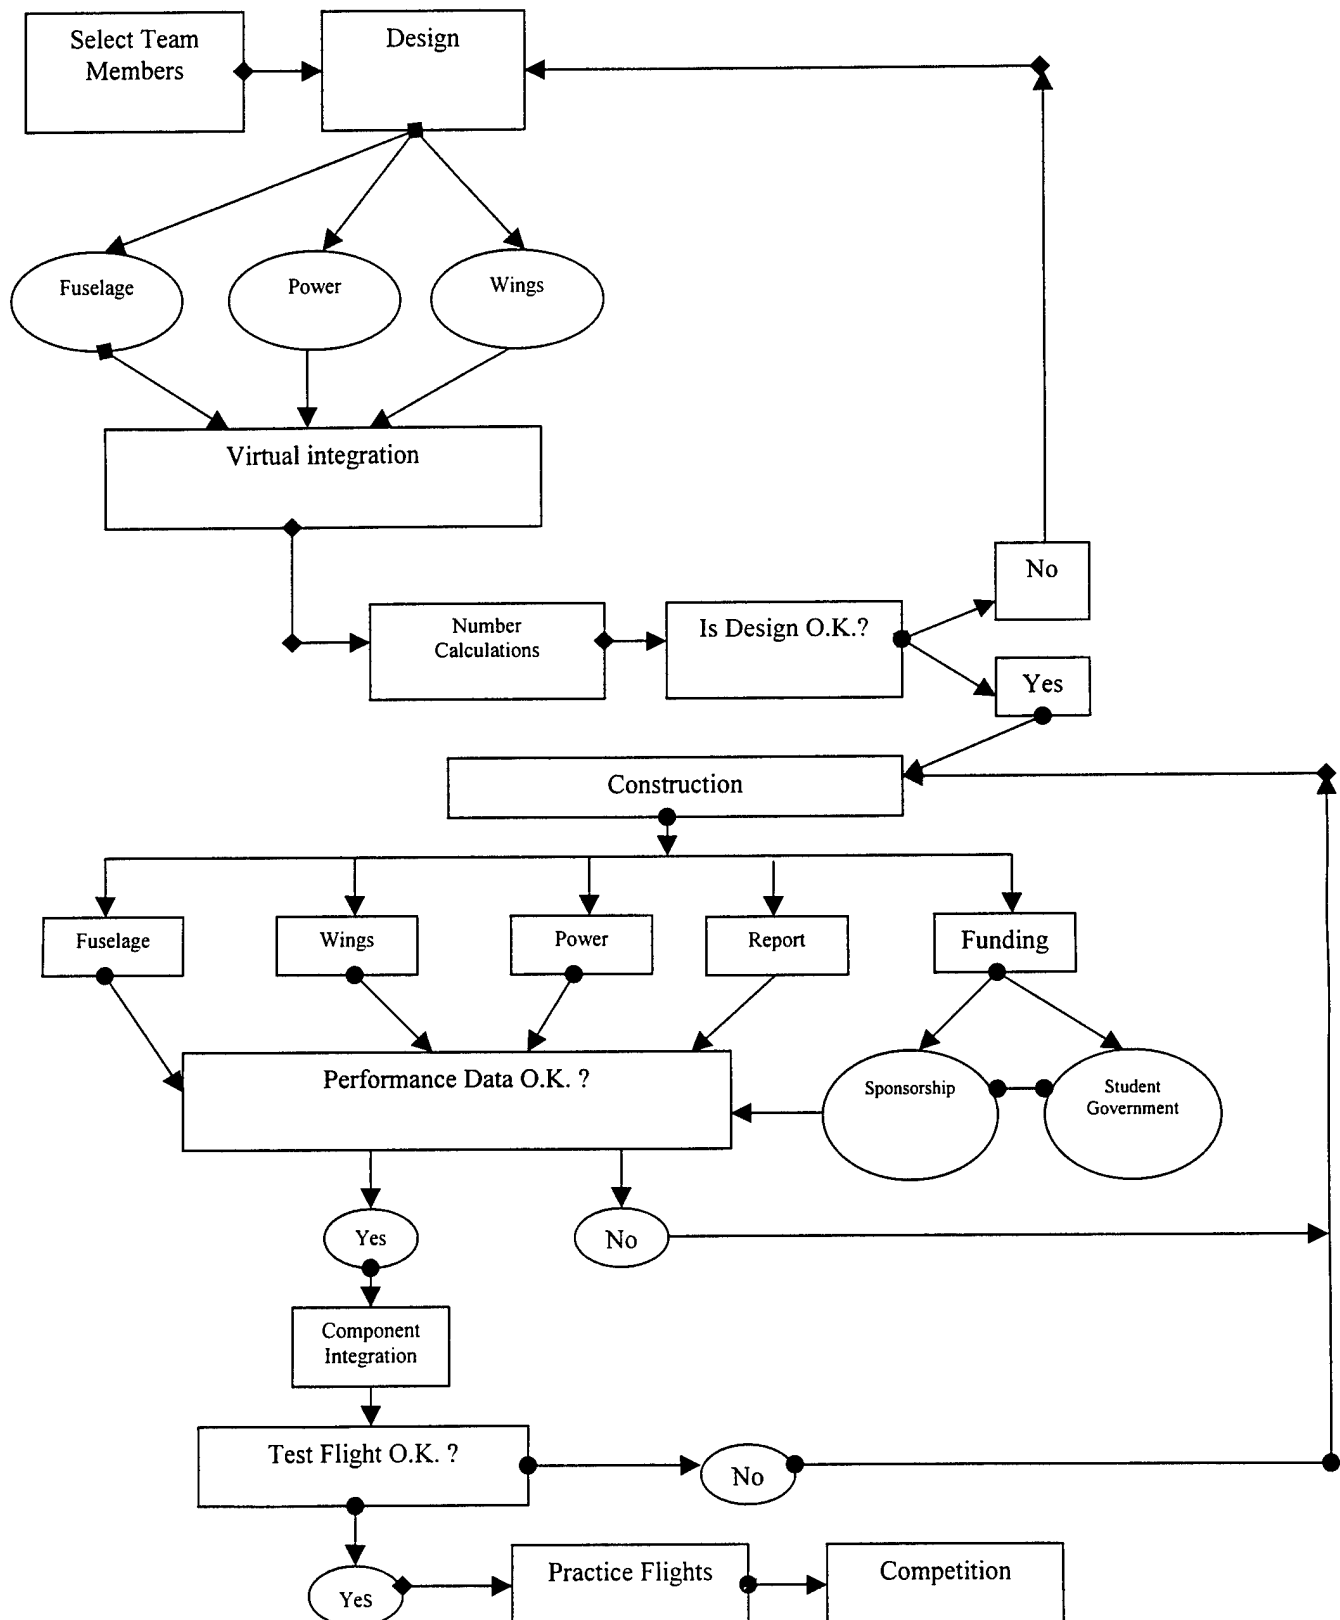 Select Team
Members
Design
Fuselage
Power
Wings
Virtual integration
No
Number
Calculations
Is Design O.K.?
Yes
Construction
Fuselage
Wings
Power
Report
Funding
Performance Data O.K. ?
Sponsorship
Student
Government
Yes
No
Component
Integration
Test Flight O.K. ?
No
Yes
Practice Flights
Competition